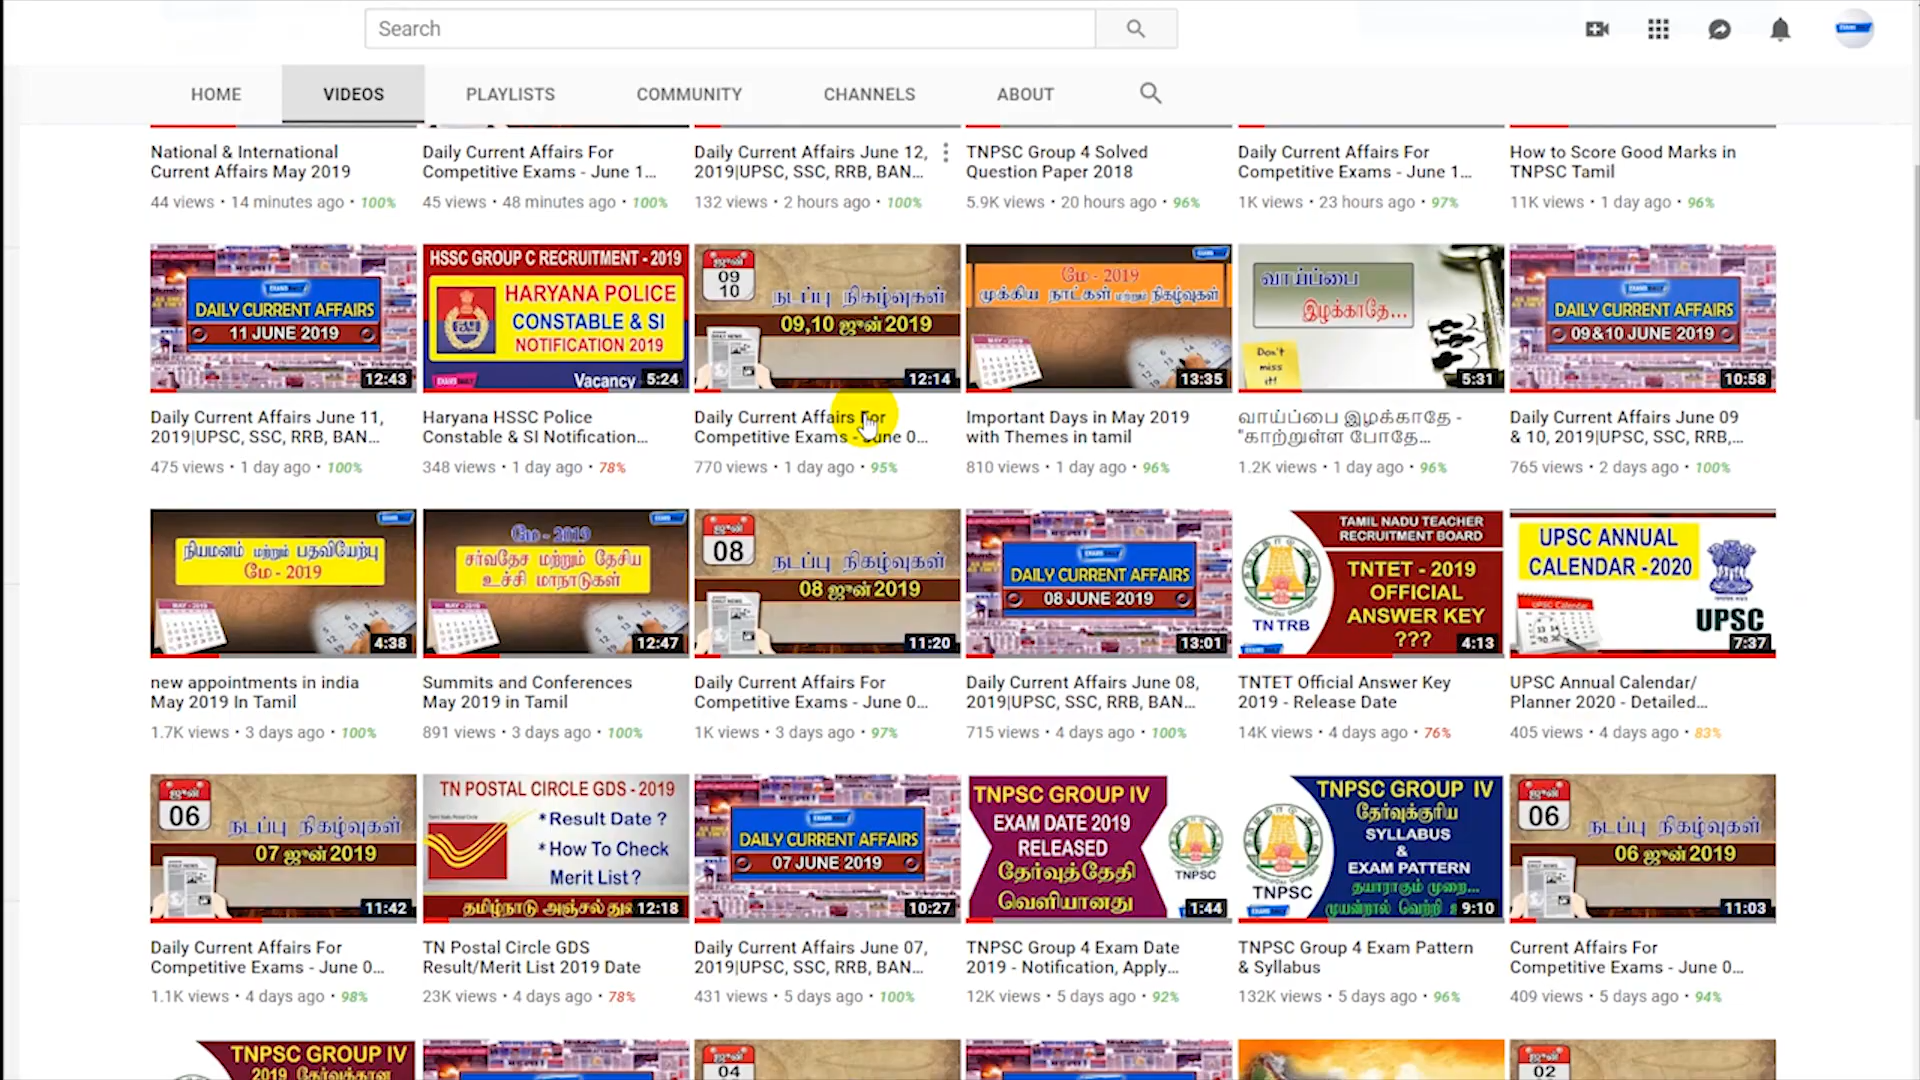 Search
HOME VIDEOS PLAYLISTS COMMUNITY CHANNELS ABOUT
National & International
Current Affairs May 2019
44 views • 14 minutes ago • 100%
Daily Current Affairs For
Competitive Exams - June 1...
45 views • 48 minutes ago • 100%
Daily Current Affairs June 12,
2019|UPSC, SSC, RRB, BAN...
132 views • 2 hours ago • 100%
TNPSC Group 4 Solved
Question Paper 2018
5.9K views • 20 hours ago • 96%
Daily Current Affairs For
Competitive Exams - June 1...
1K views • 23 hours ago • 97%
How to Score Good Marks in
TNPSC Tamil
11K views • 1 day ago • 96%
DAILY CURRENT AFFAIRS
11 JUNE 2019
12:43
Daily Current Affairs June 11,
2019|UPSC, SSC, RRB, BAN...
475 views • 1 day ago • 100%
HSSC GROUP C RECRUITMENT - 2019
HARYANA POLICE
CONSTABLE & SI
NOTIFICATION 2019
Vacancy 5:24
Haryana HSSC Police
Constable & SI Notification...
348 views • 1 day ago • 78%
ஜூன்
09
10
நடப்பு நிகழ்வுகள்
09,10 ஜூன் 2019
12:14
Daily Current Affairs For
Competitive Exams - June 0...
770 views • 1 day ago • 95%
மே - 2019
முக்கிய நாட்கள் மற்றும் நிகழ்வுகள்
13:35
Important Days in May 2019
with Themes in tamil
810 views • 1 day ago • 96%
வாய்ப்பை
இழக்காதே...
Don't
miss
it!
5:31
வாய்ப்பை இழக்காதே -
"காற்றுள்ள போதே...
1.2K views • 1 day ago • 96%
DAILY CURRENT AFFAIRS
09&10 JUNE 2019
10:58
Daily Current Affairs June 09
& 10, 2019|UPSC, SSC, RRB,...
765 views • 2 days ago • 100%
நியமனம் மற்றும் பதவியேற்பு
மே - 2019
4:38
new appointments in india
May 2019 In Tamil
1.7K views • 3 days ago • 100%
மே - 2019
சர்வதேச மற்றும் தேசிய
உச்சி மாநாடுகள்
12:47
Summits and Conferences
May 2019 in Tamil
891 views • 3 days ago • 100%
ஜூன்
08
நடப்பு நிகழ்வுகள்
08 ஜூன் 2019
11:20
Daily Current Affairs For
Competitive Exams - June 0...
1K views • 3 days ago • 97%
DAILY CURRENT AFFAIRS
08 JUNE 2019
13:01
Daily Current Affairs June 08,
2019|UPSC, SSC, RRB, BAN...
715 views • 4 days ago • 100%
TAMIL NADU TEACHER
RECRUITMENT BOARD
TNTET - 2019
OFFICIAL
ANSWER KEY
???
TN TRB
4:13
TNTET Official Answer Key
2019 - Release Date
14K views • 4 days ago • 76%
UPSC ANNUAL
CALENDAR -2020
UPSC Calendar
UPSC
7:37
UPSC Annual Calendar/
Planner 2020 - Detailed...
405 views • 4 days ago • 83%
ஜூன்
06
நடப்பு நிகழ்வுகள்
07 ஜூன் 2019
11:42
Daily Current Affairs For
Competitive Exams - June 0...
1.1K views • 4 days ago • 98%
TN POSTAL CIRCLE GDS - 2019
*Result Date ?
*How To Check
Merit List ?
தமிழ்நாடு அஞ்சல் துறை 12:18
TN Postal Circle GDS
Result/Merit List 2019 Date
23K views • 4 days ago • 78%
DAILY CURRENT AFFAIRS
07 JUNE 2019
10:27
Daily Current Affairs June 07,
2019|UPSC, SSC, RRB, BAN...
431 views • 5 days ago • 100%
TNPSC GROUP IV
EXAM DATE 2019
RELEASED
தேர்வுத்தேதி
வெளியானது
TNPSC
1:44
TNPSC Group 4 Exam Date
2019 - Notification, Apply...
12K views • 5 days ago • 92%
TNPSC GROUP IV
தேர்வுக்குரிய
SYLLABUS
&
EXAM PATTERN
தயாராகும் முறை...
முயன்றால் வெற்றி
TNPSC
9:10
TNPSC Group 4 Exam Pattern
& Syllabus
132K views • 5 days ago • 96%
ஜூன்
06
நடப்பு நிகழ்வுகள்
06 ஜூன் 2019
11:03
Current Affairs For
Competitive Exams - June 0...
409 views • 5 days ago • 94%
TNPSC GROUP IV
2019 தேர்வுக்கான
ஜூன்
04
ஜூன்
02